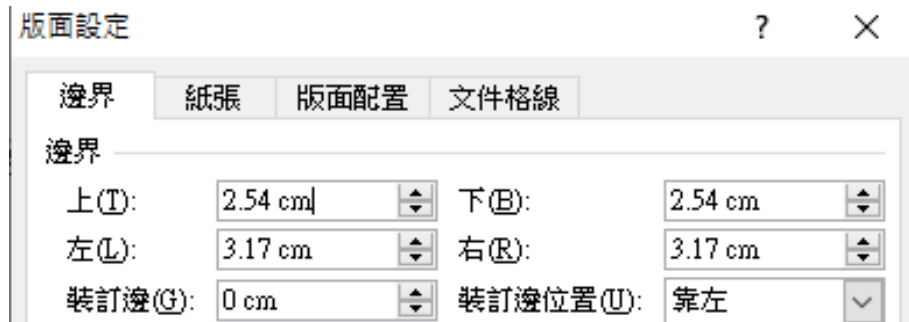 版面設定 ? ×
邊界 紙張 版面配置 文件格線
邊界
上(T): 2.54 cm 下(B): 2.54 cm
左(L): 3.17 cm 右(R): 3.17 cm
裝訂邊(G): 0 cm 裝訂邊位置(U): 靠左